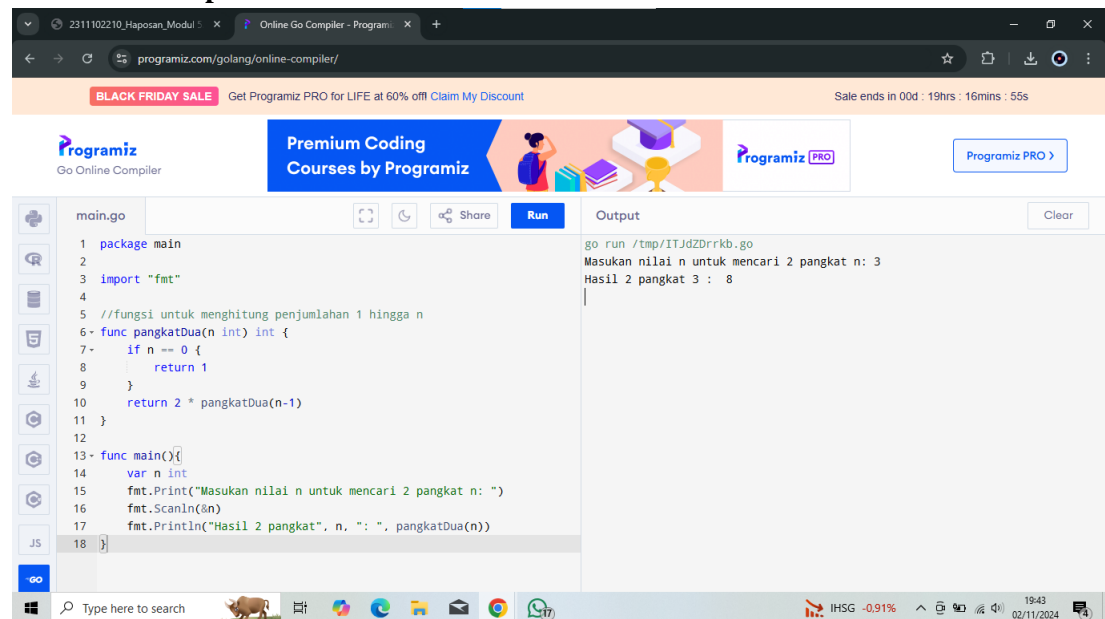 2311102210_Haposan_Modul 5
Online Go Compiler - Programi
programiz.com/golang/online-compiler/
BLACK FRIDAY SALE Get Programiz PRO for LIFE at 60% off! Claim My Discount Sale ends in 00d : 19hrs : 16mins : 55s
Programiz
Go Online Compiler
Premium Coding
Courses by Programiz
Programiz PRO
Programiz PRO >
main.go Share Run Output Clear
1 package main
2
3 import "fmt"
4
5 //fungsi untuk menghitung penjumlahan 1 hingga n
6 func pangkatDua(n int) int {
7 if n == 0 {
8 return 1
9 }
10 return 2 * pangkatDua(n-1)
11 }
12
13 func main(){
14 var n int
15 fmt.Print("Masukan nilai n untuk mencari 2 pangkat n: ")
16 fmt.Scanln(&n)
17 fmt.Println("Hasil 2 pangkat", n, ": ", pangkatDua(n))
18 }
go run /tmp/ITJdZDrrkb.go
Masukan nilai n untuk mencari 2 pangkat n: 3
Hasil 2 pangkat 3 :  8
JS
GO
Type here to search
17
IHSG -0,91%
19:43
02/11/2024
4